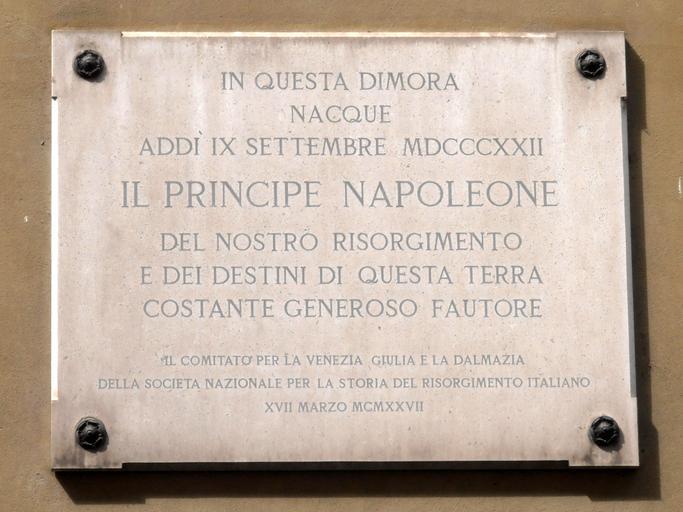 IN QUESTA DIMORA
NACQUE
ADDÌ IX SETTEMBRE MDCCCXXII
IL PRINCIPE NAPOLEONE
DEL NOSTRO RISORGIMENTO
E DEI DESTINI DI QUESTA TERRA
COSTANTE GENEROSO FAUTORE
IL COMITATO PER LA VENEZIA GIULIA E LA DALMAZIA
DELLA SOCIETA NAZIONALE PER LA STORIA DEL RISORGIMENTO ITALIANO
XVII MARZO MCMXXVII